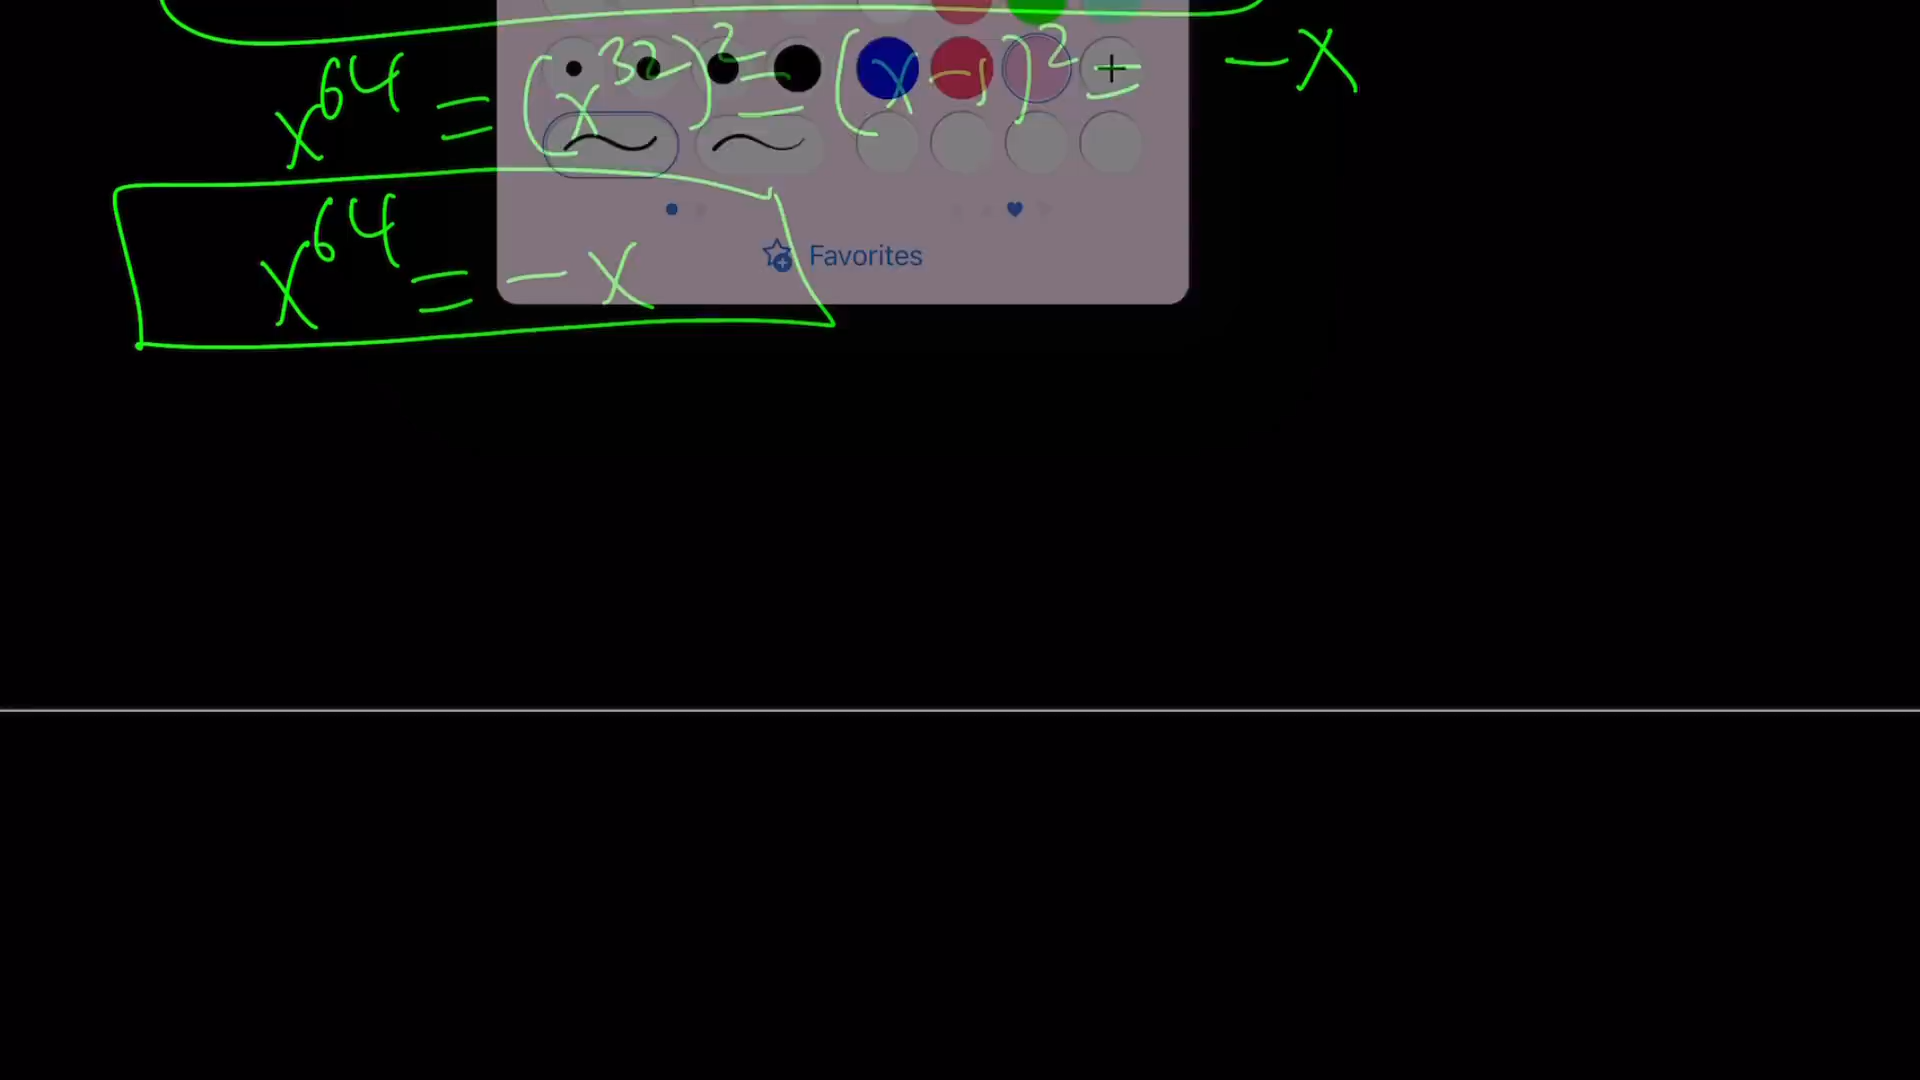 x^64 = (x^32)^2 = (x-1)^2 = -x
x^64 = -x
Favorites